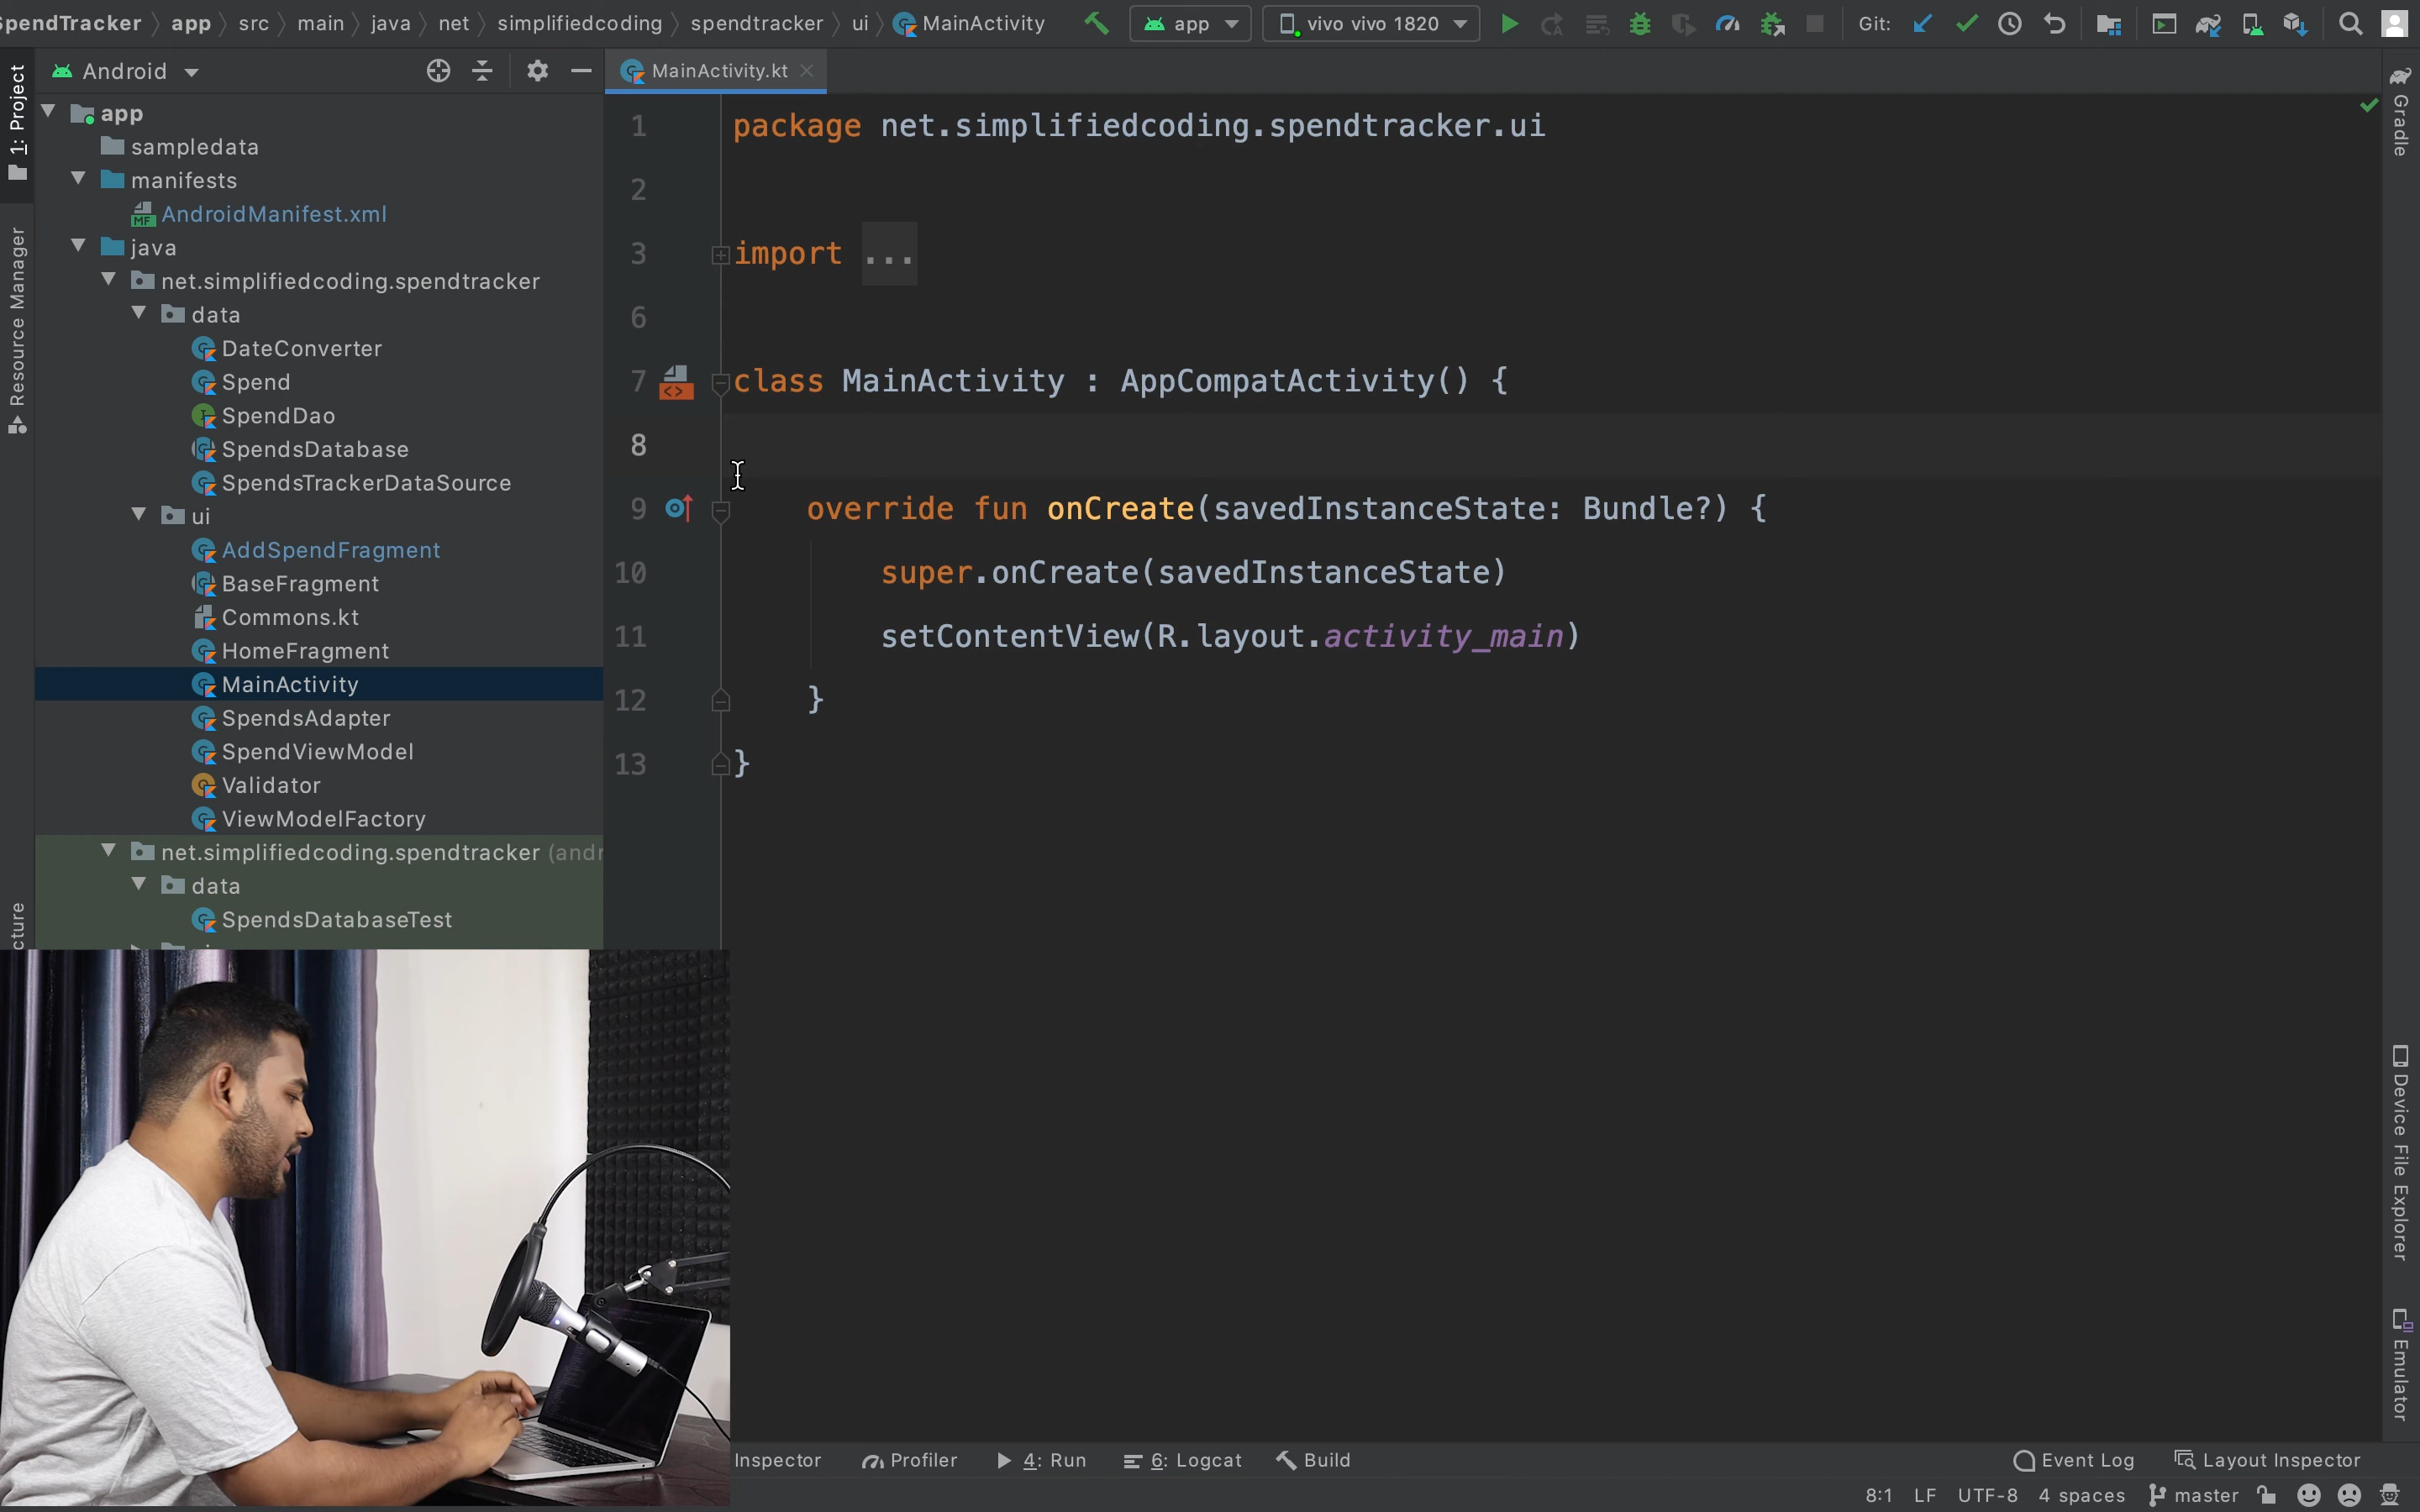 SpendTracker app src main java net simplifiedcoding spendtracker ui MainActivity app vivo vivo 1820 Git:
Android
MainActivity.kt
1: Project
Resource Manager
app
sampledata
manifests
AndroidManifest.xml
java
net.simplifiedcoding.spendtracker
data
DateConverter
Spend
SpendDao
SpendsDatabase
SpendsTrackerDataSource
ui
AddSpendFragment
BaseFragment
Commons.kt
HomeFragment
MainActivity
SpendsAdapter
SpendViewModel
Validator
ViewModelFactory
net.simplifiedcoding.spendtracker (andr
data
SpendsDatabaseTest
1 package net.simplifiedcoding.spendtracker.ui
2
3 import ...
6
7 class MainActivity : AppCompatActivity() {
8
9 override fun onCreate(savedInstanceState: Bundle?) {
10 super.onCreate(savedInstanceState)
11 setContentView(R.layout.activity_main)
12 }
13 }
Gradle
Device File Explorer
Emulator
Inspector Profiler 4: Run 6: Logcat Build Event Log Layout Inspector
8:1 LF UTF-8 4 spaces master